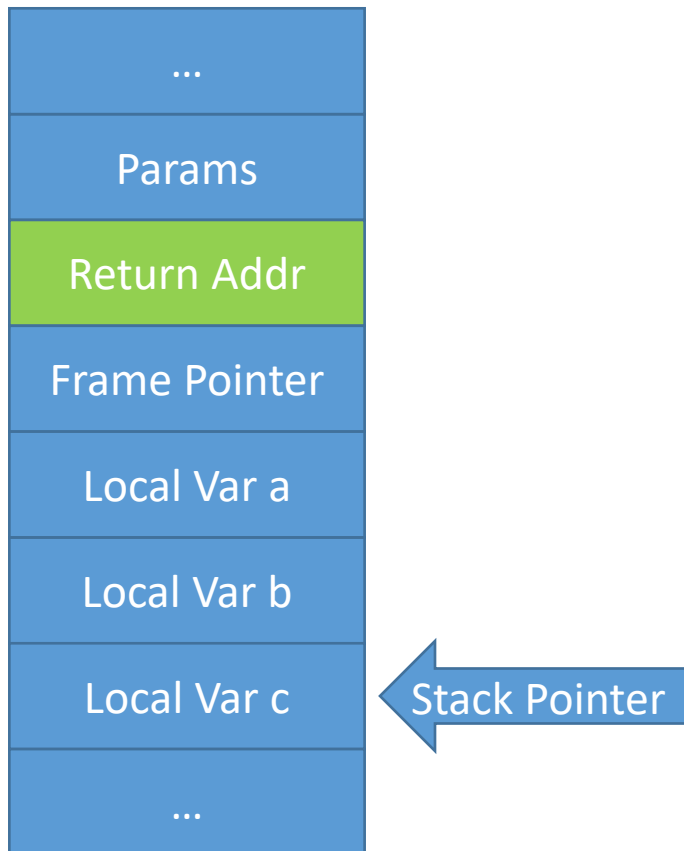 ...
Params
Return Addr
Frame Pointer
Local Var a
Local Var b
Local Var c
Stack Pointer
...